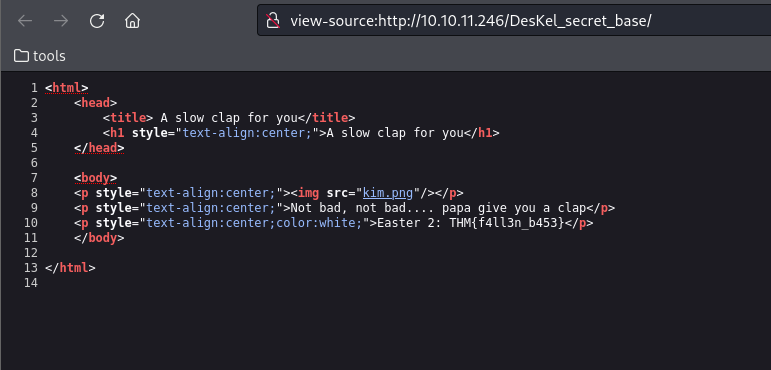 view-source:http://10.10.11.246/DesKel_secret_base/
tools
1 <html>
2 <head>
3 <title> A slow clap for you</title>
4 <h1 style="text-align:center;">A slow clap for you</h1>
5 </head>
6
7 <body>
8 <p style="text-align:center;"><img src="kim.png"/></p>
9 <p style="text-align:center;">Not bad, not bad.... papa give you a clap</p>
10 <p style="text-align:center;color:white;">Easter 2: THM{f4ll3n_b453}</p>
11 </body>
12
13 </html>
14